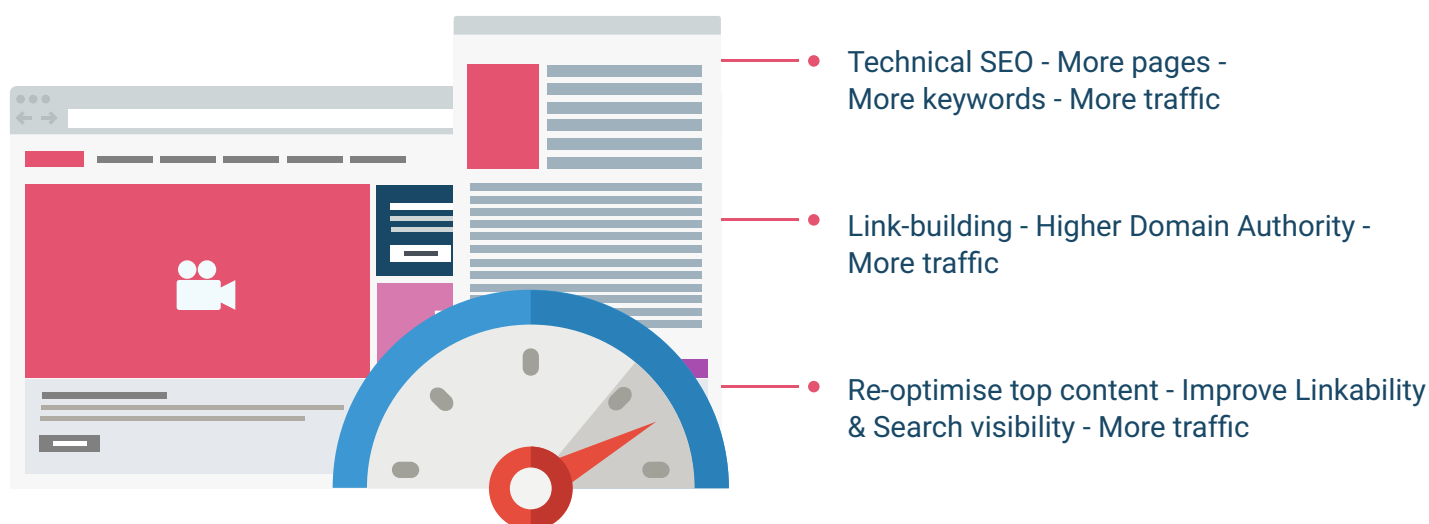 Technical SEO - More pages -
More keywords - More traffic
Link-building - Higher Domain Authority -
More traffic
Re-optimise top content - Improve Linkability
& Search visibility - More traffic